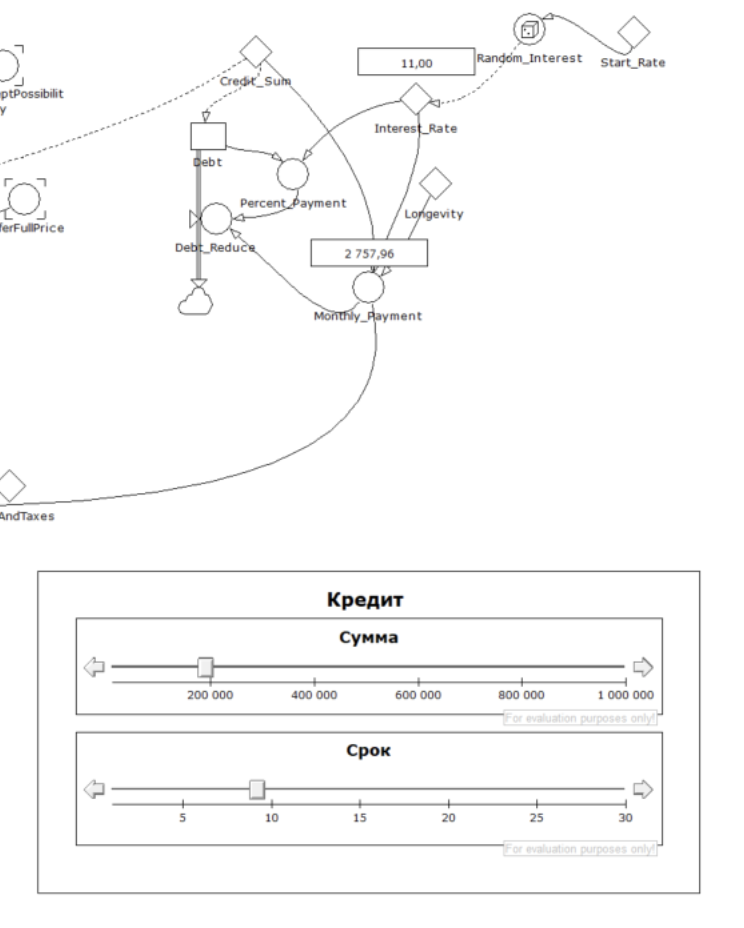 Credit_Sum
11,00
Random_Interest
Start_Rate
ptPossibilit
y
Interest_Rate
Debt
Percent_Payment
Longevity
ferFullPrice
Debt_Reduce
2 757,96
Monthly_Payment
AndTaxes
Кредит
Сумма
200 000 400 000 600 000 800 000 1 000 000
For evaluation purposes only!
Срок
5 10 15 20 25 30
For evaluation purposes only!